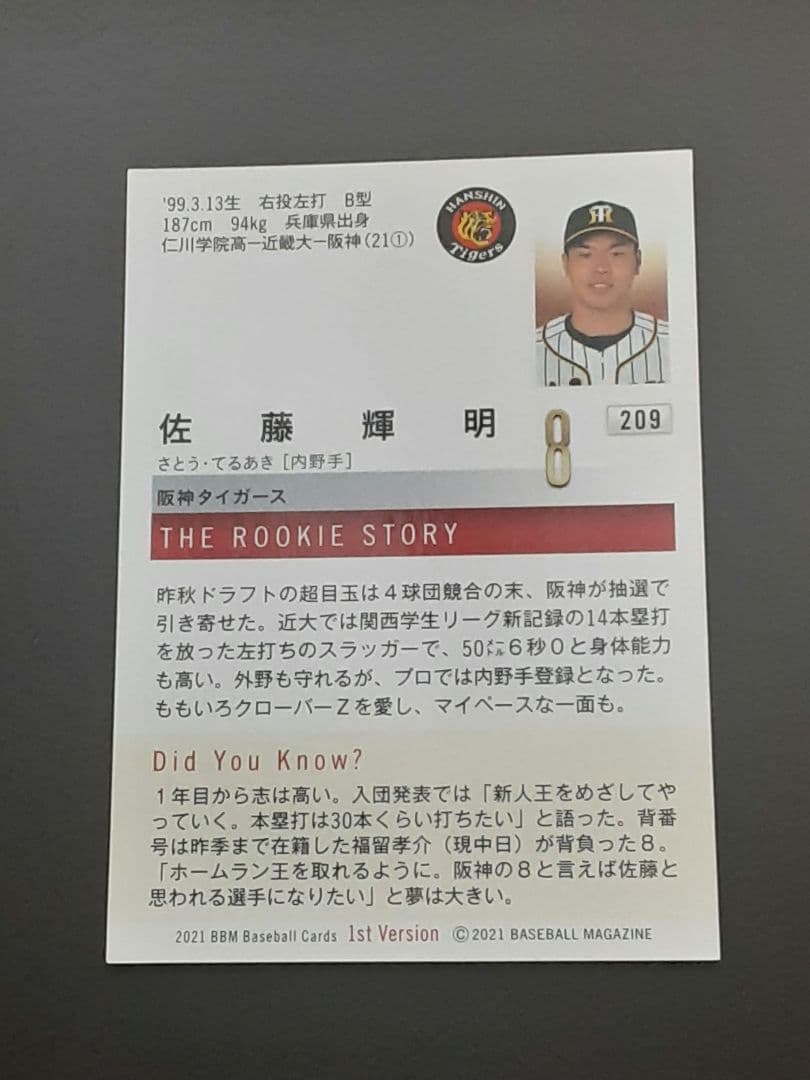 '99.3.13生 右投左打 B型
187cm 94kg 兵庫県出身
仁川学院高ー近畿大ー阪神(21①)
HANSHIN
Tigers
佐藤輝明
8
209
さとう・てるあき [内野手]
阪神タイガース
THE ROOKIE STORY
昨秋ドラフトの超目玉は4球団競合の末、阪神が抽選で
引き寄せた。近大では関西学生リーグ新記録の14本塁打
を放った左打ちのスラッガーで、50㍍6秒0と身体能力
も高い。外野も守れるが、プロでは内野手登録となった。
ももいろクローバーZを愛し、マイペースな一面も。
Did You Know?
1年目から志は高い。入団発表では「新人王をめざしてや
っていく。本塁打は30本くらい打ちたい」と語った。背番
号は昨季まで在籍した福留孝介(現中日)が背負った8。
「ホームラン王を取れるように。阪神の8と言えば佐藤と
思われる選手になりたい」と夢は大きい。
2021 BBM Baseball Cards 1st Version ©2021 BASEBALL MAGAZINE